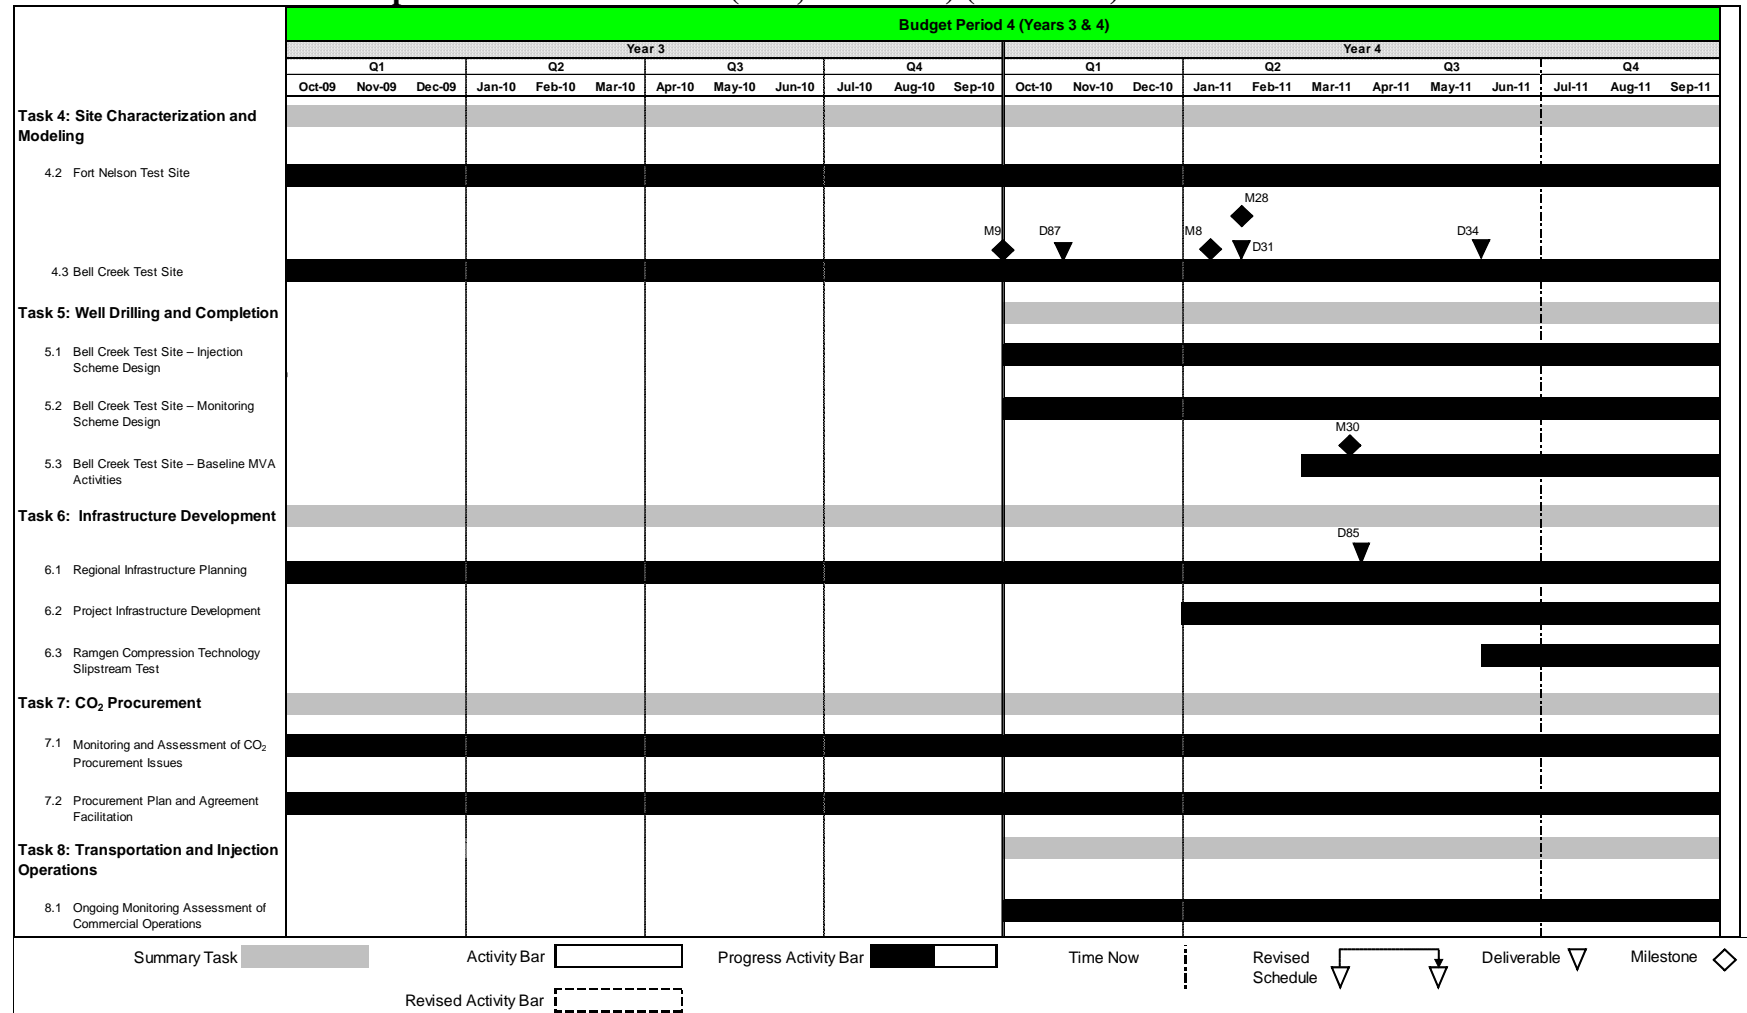 Budget Period 4 (Years 3 & 4)
Year 3 Year 4
Q1 Q2 Q3 Q4 Q1 Q2 Q3 Q4
Oct-09 Nov-09 Dec-09 Jan-10 Feb-10 Mar-10 Apr-10 May-10 Jun-10 Jul-10 Aug-10 Sep-10 Oct-10 Nov-10 Dec-10 Jan-11 Feb-11 Mar-11 Apr-11 May-11 Jun-11 Jul-11 Aug-11 Sep-11
Task 4: Site Characterization and
Modeling
4.2 Fort Nelson Test Site
M28
M9 D87 M8 D31 D34
4.3 Bell Creek Test Site
Task 5: Well Drilling and Completion
5.1 Bell Creek Test Site – Injection
Scheme Design
5.2 Bell Creek Test Site – Monitoring
Scheme Design
M30
5.3 Bell Creek Test Site – Baseline MVA
Activities
Task 6: Infrastructure Development
D85
6.1 Regional Infrastructure Planning
6.2 Project Infrastructure Development
6.3 Ramgen Compression Technology
Slipstream Test
Task 7: CO2 Procurement
7.1 Monitoring and Assessment of CO2
Procurement Issues
7.2 Procurement Plan and Agreement
Facilitation
Task 8: Transportation and Injection
Operations
8.1 Ongoing Monitoring Assessment of
Commercial Operations
Summary Task Activity Bar Progress Activity Bar Time Now Revised Deliverable Milestone
Schedule
Revised Activity Bar